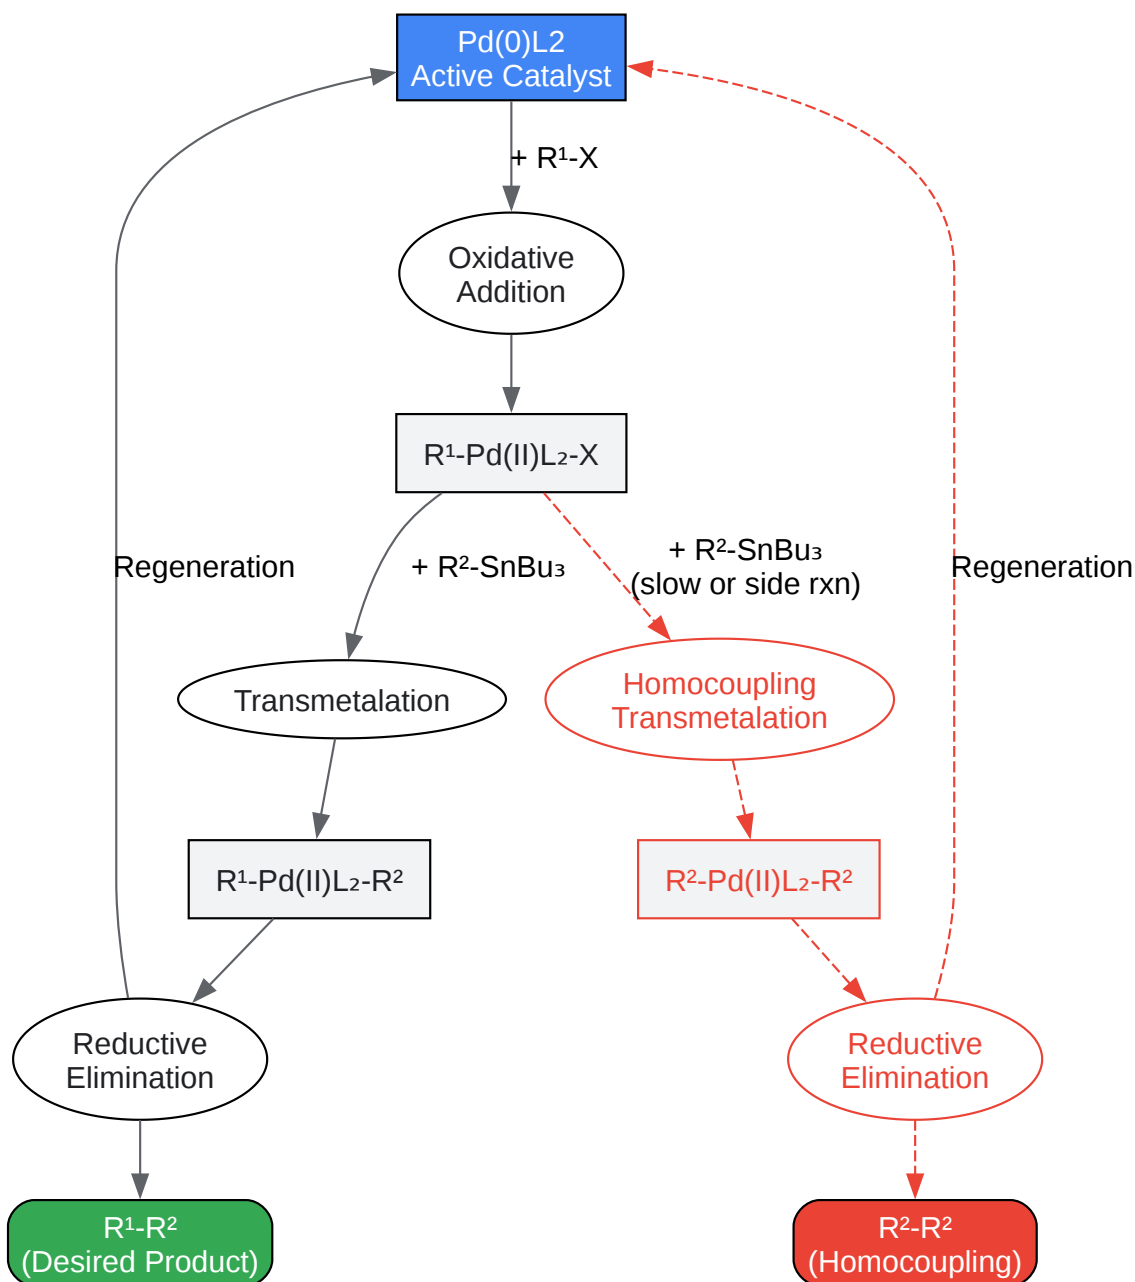 Pd(0)L2
Active Catalyst
+ R¹-X
Oxidative
Addition
R¹-Pd(II)L₂-X
+ R²-SnBu₃
+ R²-SnBu₃
(slow or side rxn)
Regeneration
Regeneration
Transmetalation
Homocoupling
Transmetalation
R¹-Pd(II)L₂-R²
R²-Pd(II)L₂-R²
Reductive
Elimination
Reductive
Elimination
R¹-R²
(Desired Product)
R²-R²
(Homocoupling)